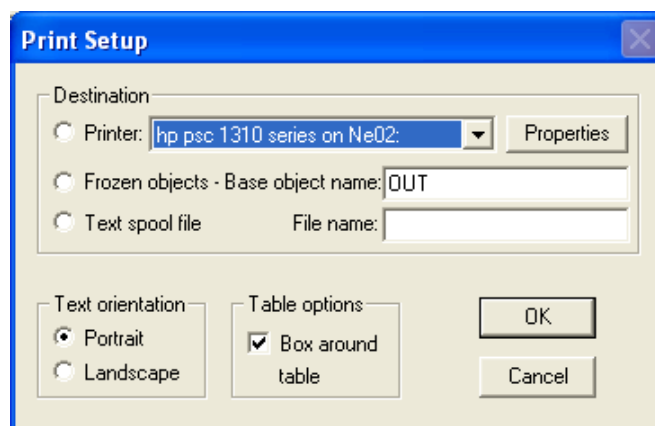 Print Setup
Destination
Printer: hp psc 1310 series on Ne02: Properties
Frozen objects - Base object name: OUT
Text spool file File name:
Text orientation Table options
Portrait Box around OK
Landscape table Cancel